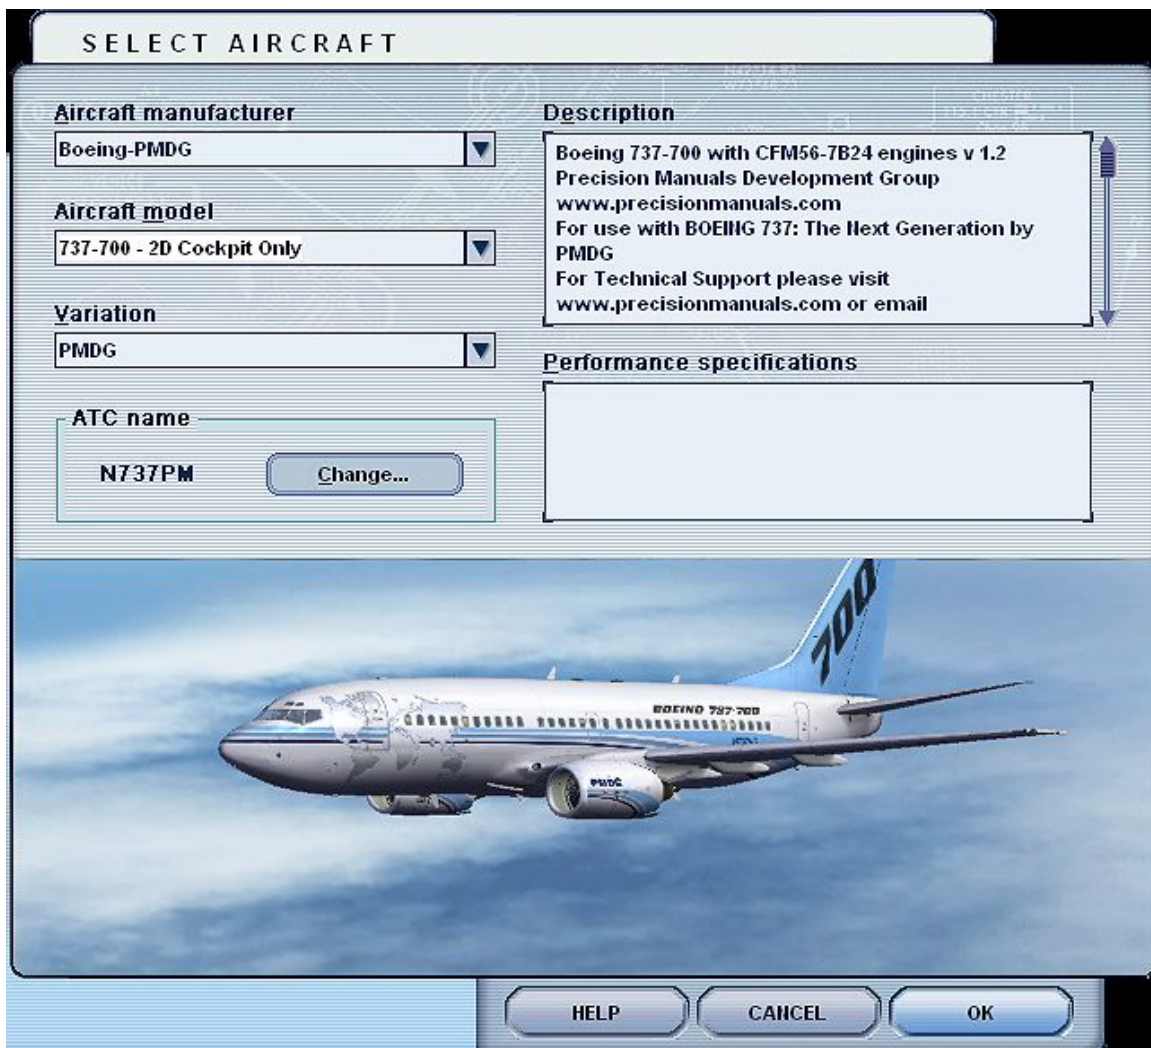 SELECT AIRCRAFT
Aircraft manufacturer
Boeing-PMDG
Aircraft model
737-700 - 2D Cockpit Only
Variation
PMDG
ATC name
N737PM
Change...
Description
Boeing 737-700 with CFM56-7B24 engines v 1.2
Precision Manuals Development Group
www.precisionmanuals.com
For use with BOEING 737: The Next Generation by
PMDG
For Technical Support please visit
www.precisionmanuals.com or email
Performance specifications
700
BOEING 737-700
PMDG
HELP
CANCEL
OK